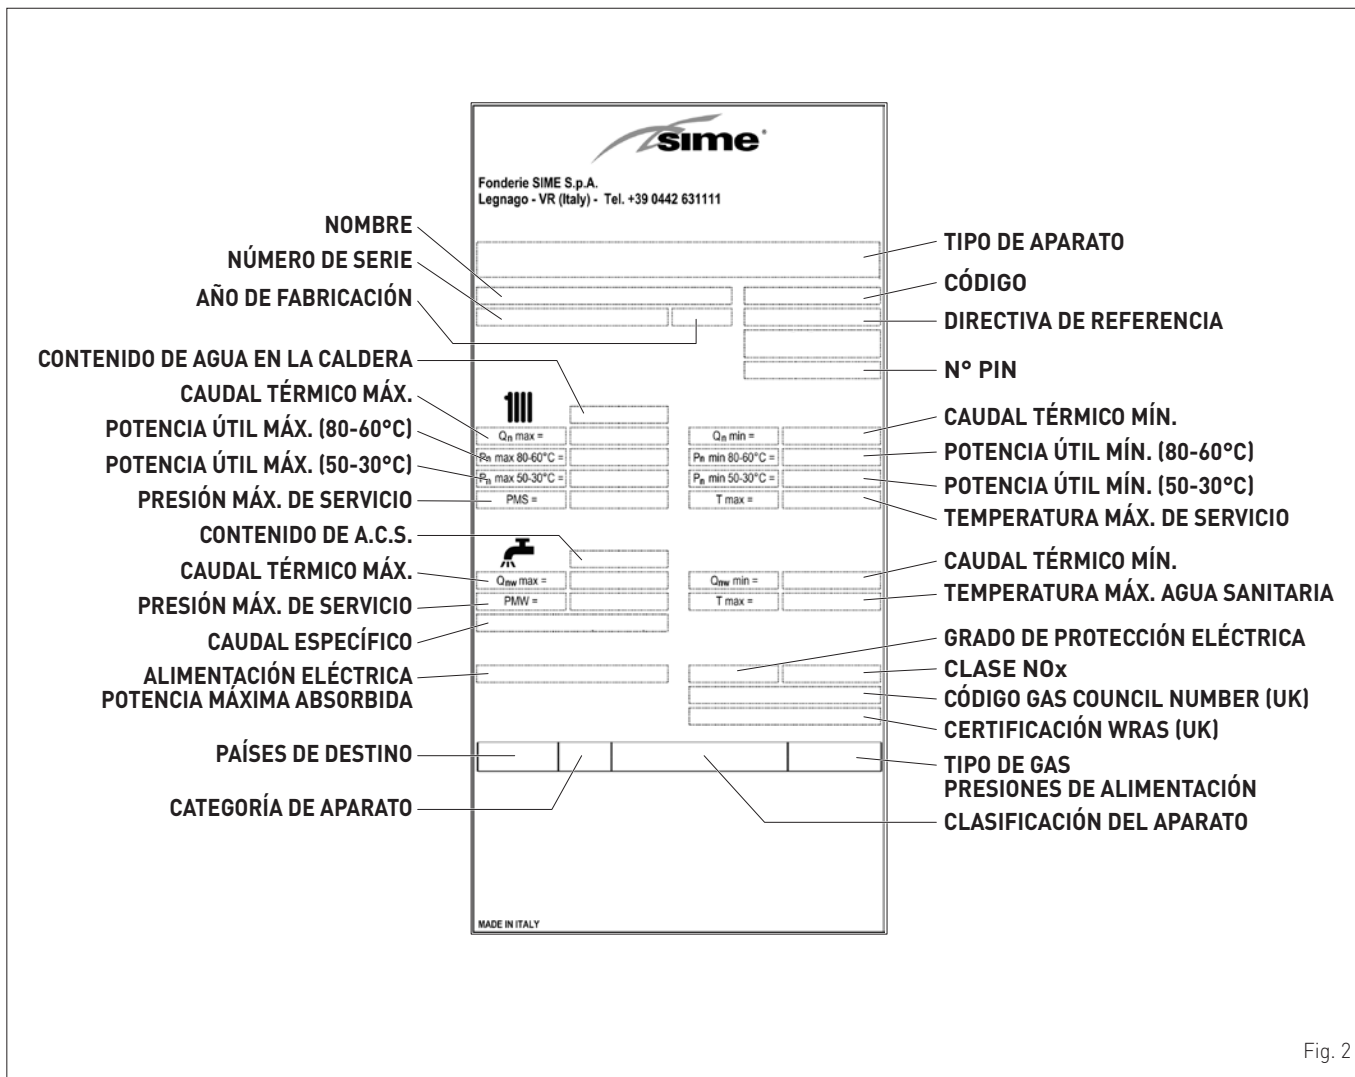 sime®
Fonderie SIME S.p.A.
Legnago - VR (Italy) - Tel. +39 0442 631111
NOMBRE
NÚMERO DE SERIE
AÑO DE FABRICACIÓN
CONTENIDO DE AGUA EN LA CALDERA
CAUDAL TÉRMICO MÁX.
POTENCIA ÚTIL MÁX. (80-60°C)
POTENCIA ÚTIL MÁX. (50-30°C)
PRESIÓN MÁX. DE SERVICIO
CONTENIDO DE A.C.S.
CAUDAL TÉRMICO MÁX.
PRESIÓN MÁX. DE SERVICIO
CAUDAL ESPECÍFICO
ALIMENTACIÓN ELÉCTRICA
POTENCIA MÁXIMA ABSORBIDA
PAÍSES DE DESTINO
CATEGORÍA DE APARATO
Qn max =
Pn max 80-60°C =
Pn max 50-30°C =
PMS =
Qn min =
Pn min 80-60°C =
Pn min 50-30°C =
T max =
Qnw max =
PMW =
Qnw min =
T max =
MADE IN ITALY
TIPO DE APARATO
CÓDIGO
DIRECTIVA DE REFERENCIA
N° PIN
CAUDAL TÉRMICO MÍN.
POTENCIA ÚTIL MÍN. (80-60°C)
POTENCIA ÚTIL MÍN. (50-30°C)
TEMPERATURA MÁX. DE SERVICIO
CAUDAL TÉRMICO MÍN.
TEMPERATURA MÁX. AGUA SANITARIA
GRADO DE PROTECCIÓN ELÉCTRICA
CLASE NOx
CÓDIGO GAS COUNCIL NUMBER (UK)
CERTIFICACIÓN WRAS (UK)
TIPO DE GAS
PRESIONES DE ALIMENTACIÓN
CLASIFICACIÓN DEL APARATO
Fig. 2